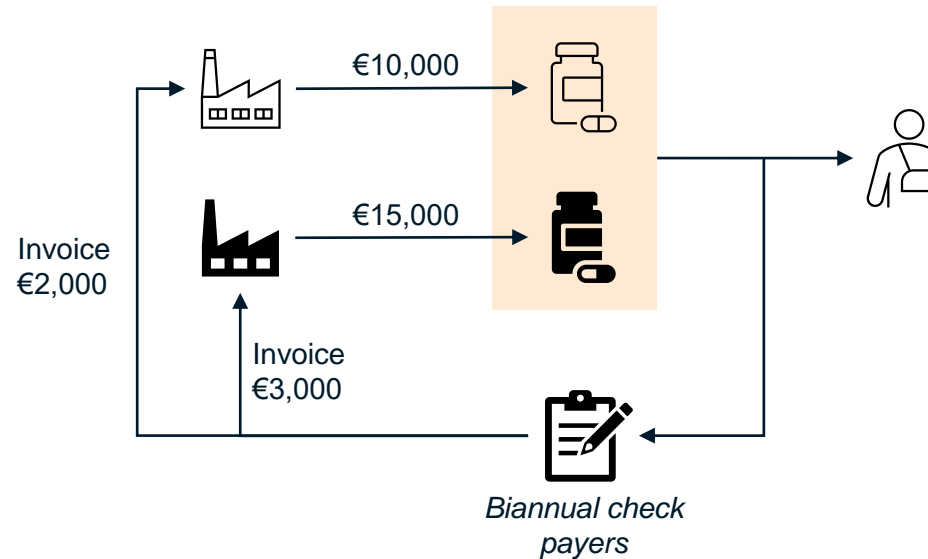 €10,000
€15,000
Invoice
€2,000
Invoice
€3,000
Biannual check
payers